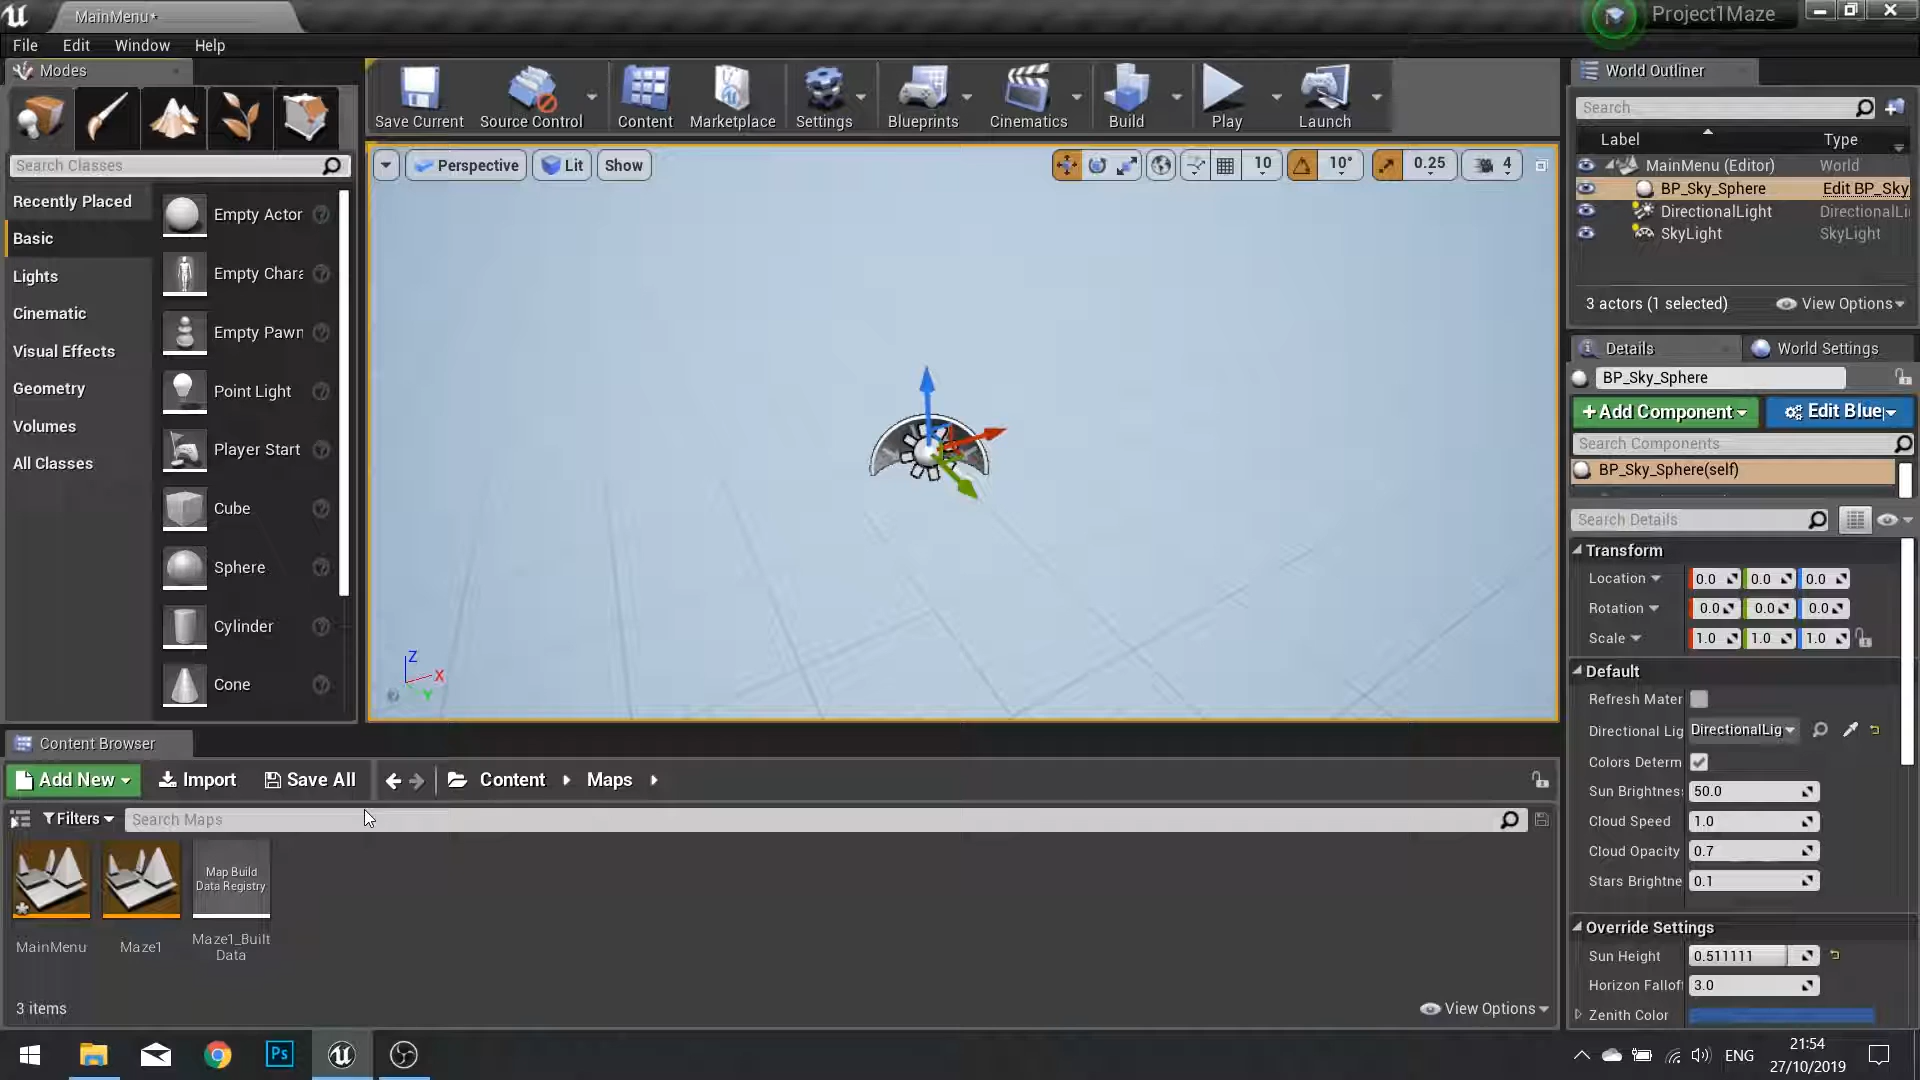 MainMenu*
Project1Maze
File
Edit
Window
Help
Modes
Search Classes
Recently Placed
Basic
Lights
Cinematic
Visual Effects
Geometry
Volumes
All Classes
Empty Actor
Empty Chara
Empty Pawn
Point Light
Player Start
Cube
Sphere
Cylinder
Cone
Save Current
Source Control
Content
Marketplace
Settings
Blueprints
Cinematics
Build
Play
Launch
Perspective
Lit
Show
10
10°
0.25
4
Z
X
Y
World Outliner
Search
Label
Type
MainMenu (Editor)
World
BP_Sky_Sphere
Edit BP_Sky
DirectionalLight
DirectionalLi
SkyLight
SkyLight
3 actors (1 selected)
View Options
Details
World Settings
BP_Sky_Sphere
+Add Component
Edit Blue
Search Components
BP_Sky_Sphere(self)
Search Details
Transform
Location
0.0
0.0
0.0
Rotation
0.0
0.0
0.0
Scale
1.0
1.0
1.0
Default
Refresh Mater
Directional Lig
DirectionalLig
Colors Determ
Sun Brightness
50.0
Cloud Speed
1.0
Cloud Opacity
0.7
Stars Brightne
0.1
Override Settings
Sun Height
0.511111
Horizon Fallof
3.0
Zenith Color
Content Browser
Add New
Import
Save All
Content
Maps
Filters
Search Maps
Map Build
Data Registry
MainMenu
Maze1
Maze1_Built
Data
3 items
View Options
Ps
ENG
21:54
27/10/2019